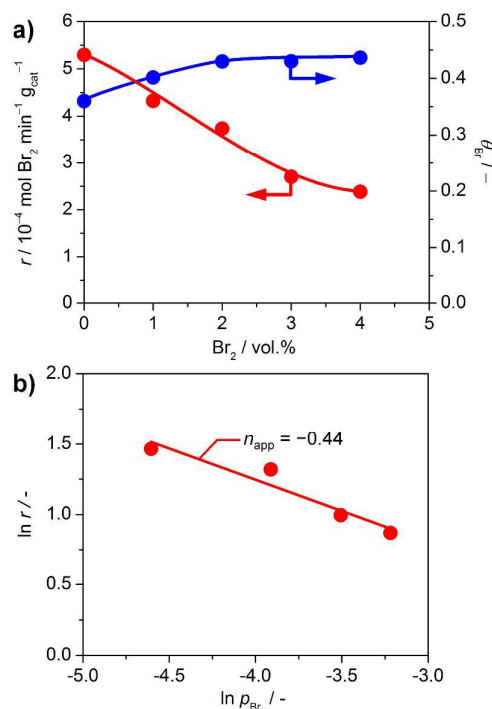 a)
6
5
4
3
2
1
0
r / 10⁻⁴ mol Br₂ min⁻¹ g_cat⁻¹
0.5
0.4
0.3
0.2
0.1
0.0
θ_Br / –
0 1 2 3 4 5
Br₂ / vol.%
b)
2.0
1.5
1.0
0.5
0.0
ln r / -
n_app = −0.44
-5.0 -4.5 -4.0 -3.5 -3.0
ln p_Br / -